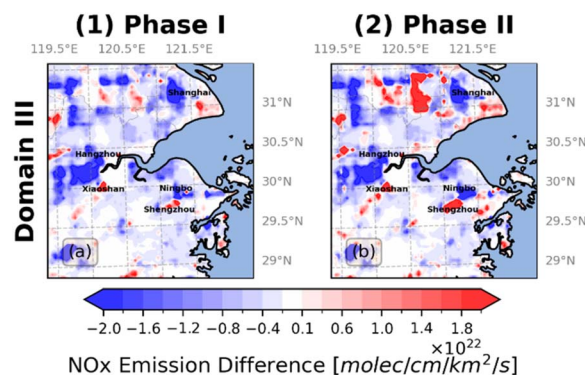 (1) Phase I
(2) Phase II
119.5°E 120.5°E 121.5°E
119.5°E 120.5°E 121.5°E
Domain III
Shanghai
Hangzhou
Xiaoshan
Ningbo
Shengzhou
(a)
31°N
30.5°N
30°N
29.5°N
29°N
Shanghai
Hangzhou
Xiaoshan
Ningbo
Shengzhou
(b)
31°N
30.5°N
30°N
29.5°N
29°N
-2.0 -1.6 -1.2 -0.8 -0.4 0.1 0.6 1.0 1.4 1.8
×10²²
NOx Emission Difference [molec/cm/km²/s]